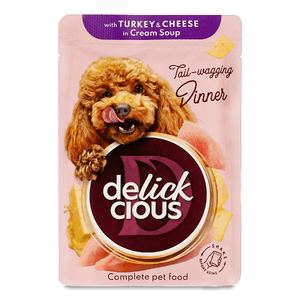 with TURKEY & CHEESE
in Cream Soup
Tail-wagging
Dinner
delick
CIOUS
Complete pet food